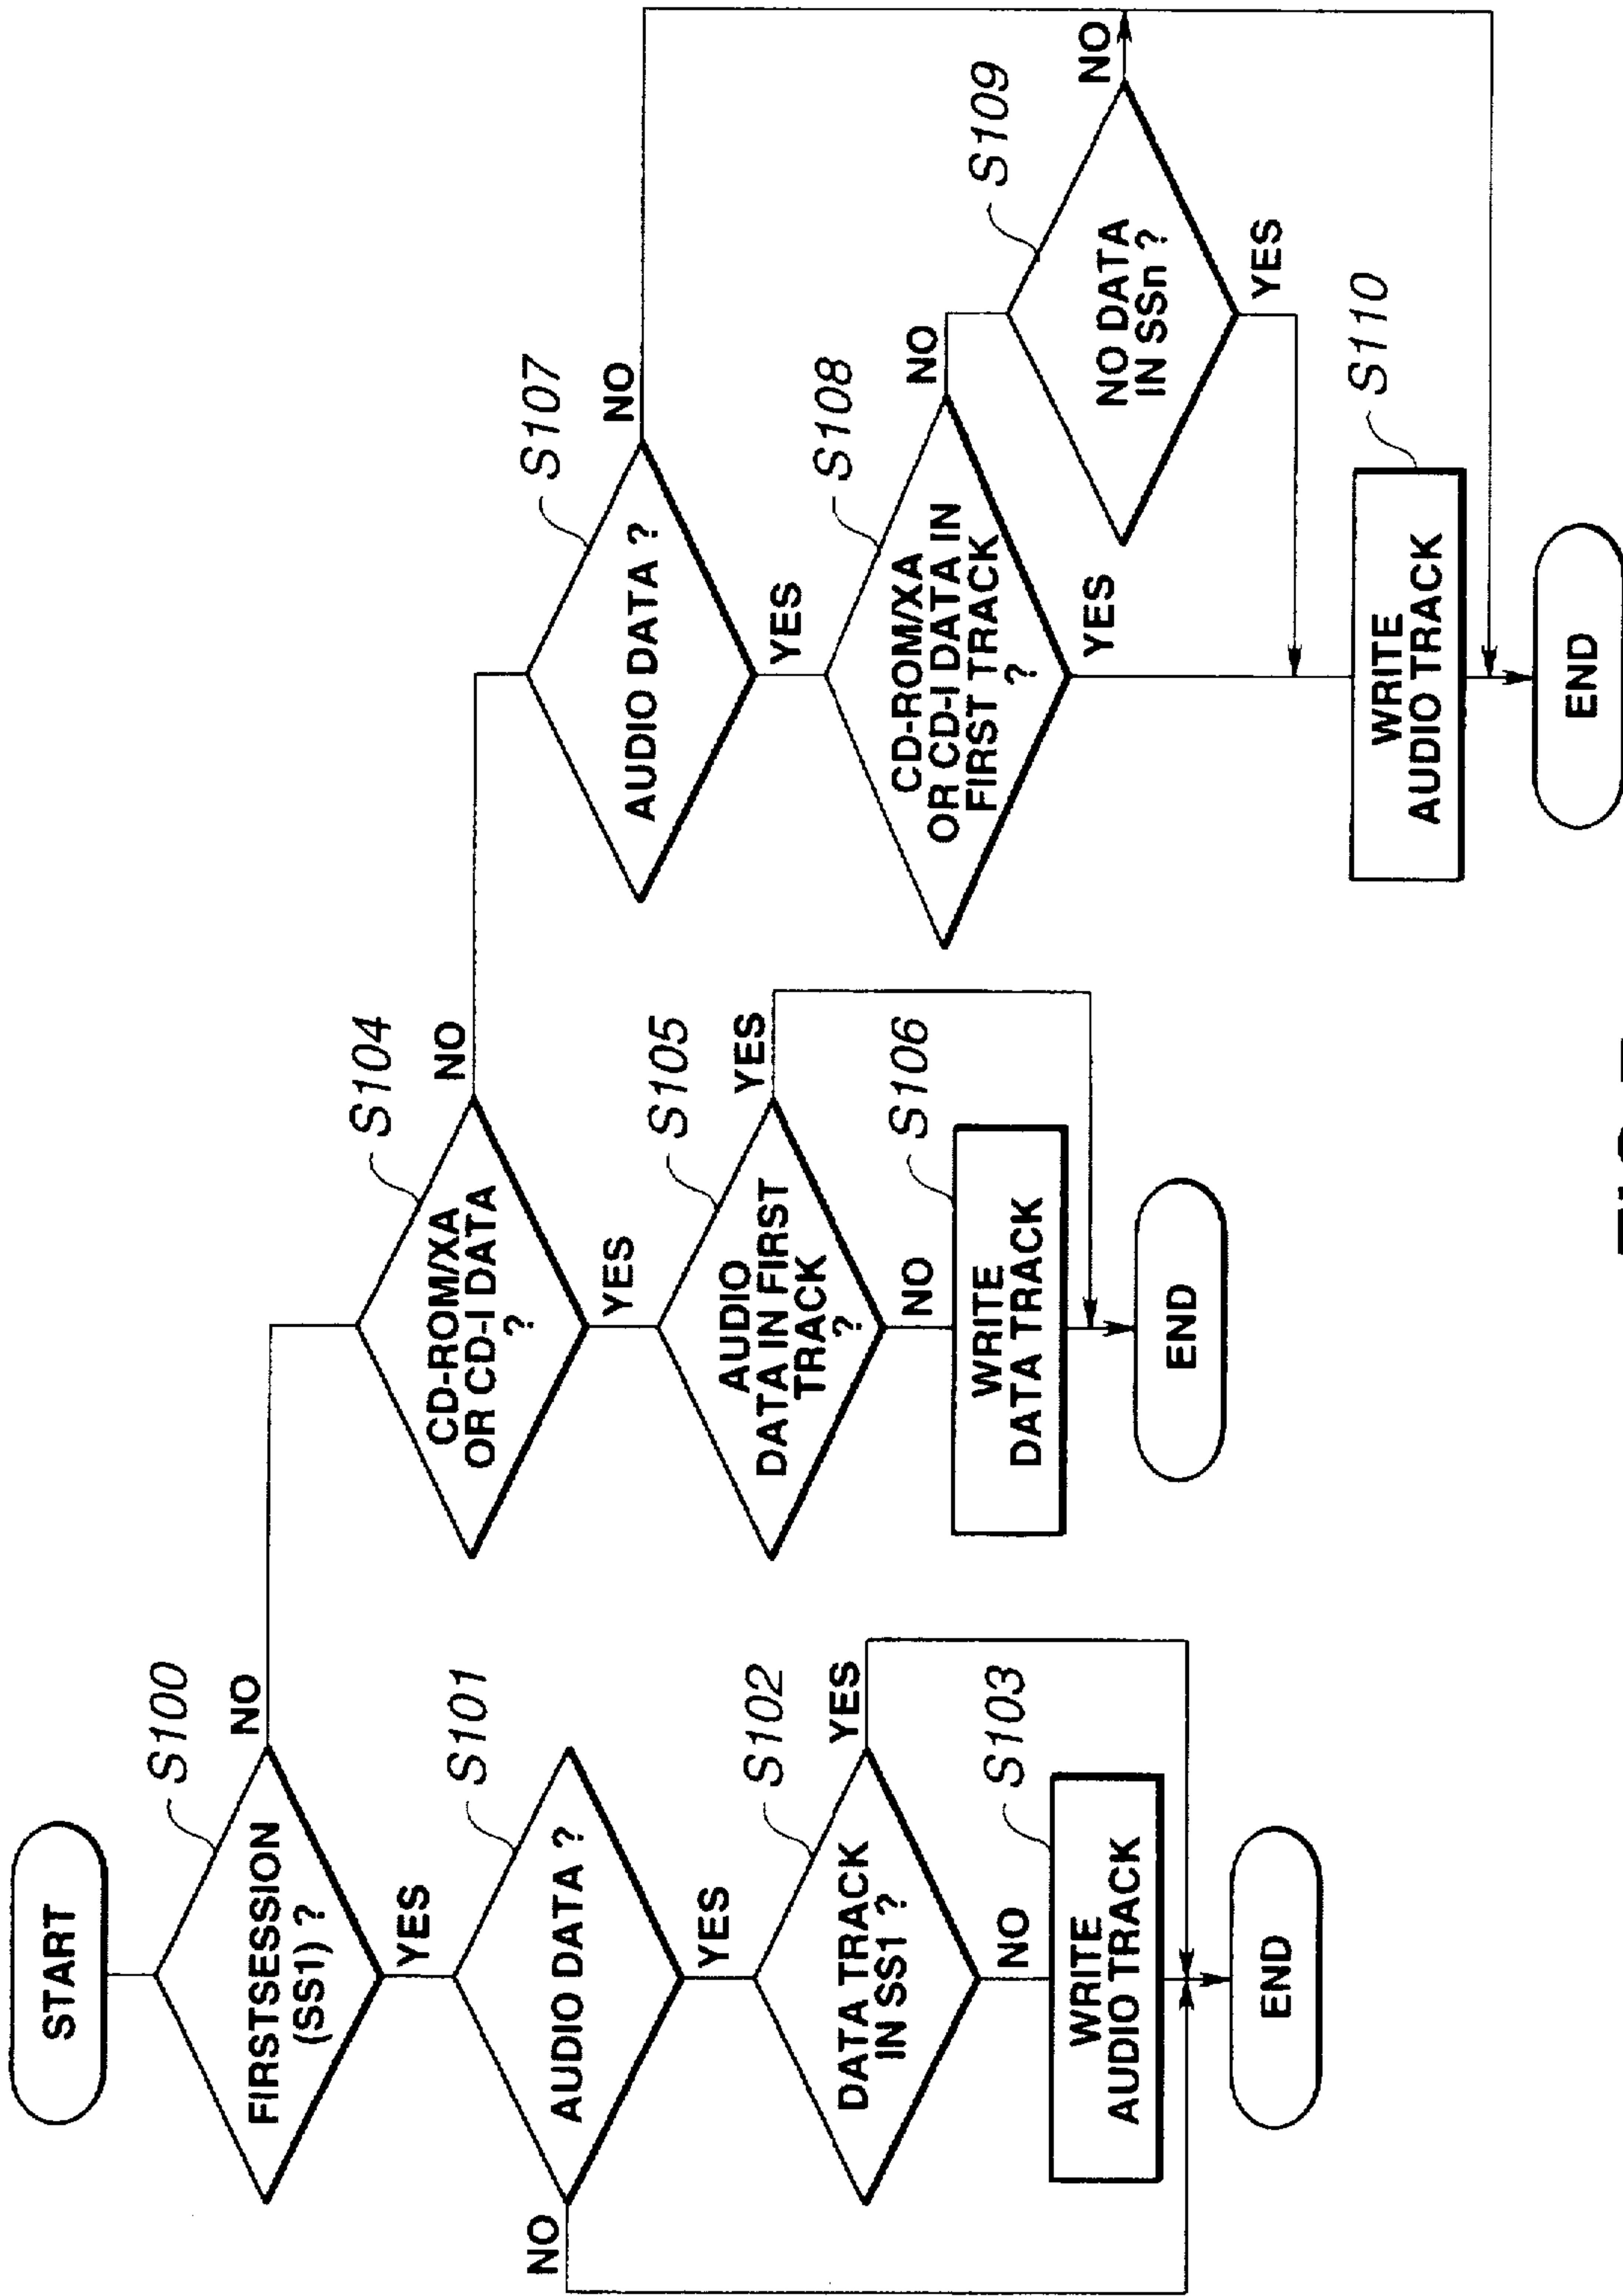 START
S100
FIRSTSESSION
(SS1) ?
NO
YES
S101
AUDIO DATA ?
NO
YES
S102
DATA TRACK
IN SS1 ?
YES
NO
S103
WRITE
AUDIO TRACK
END
S104
CD-ROM/XA
OR CD-I DATA
?
NO
YES
S105
AUDIO
DATA IN FIRST
TRACK
?
YES
NO
S106
WRITE
DATA TRACK
END
S107
AUDIO DATA ?
NO
YES
S108
CD-ROM/XA
OR CD-I DATA IN
FIRST TRACK
?
NO
YES
S109
NO DATA
IN SSn ?
NO
YES
S110
WRITE
AUDIO TRACK
END